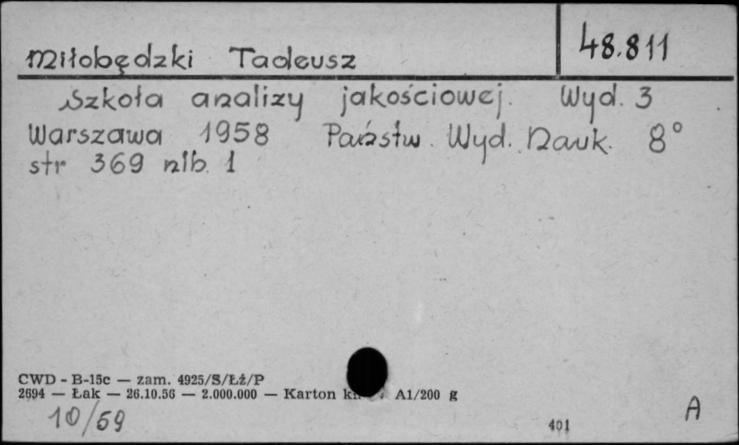 Miłobędzki Tadeusz 48.811
Szkoła analizy jakościowej. Wyd. 3
Warszawa 1958 Państw. Wyd. Nauk. 8°
str 369 nlb. 1
CWD - B-15c — zam. 4925/S/Łż/P
2694 — Łak — 26.10.56 — 2.000.000 — Karton A1/200 g
10/59
401
A